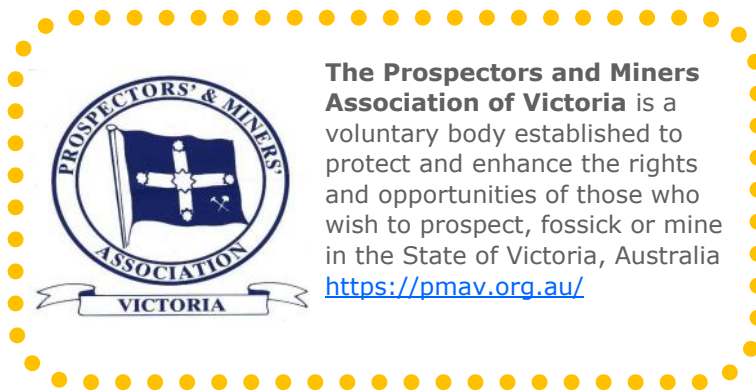 PROSPECTORS' & MINERS'
ASSOCIATION
VICTORIA
The Prospectors and Miners
Association of Victoria is a
voluntary body established to
protect and enhance the rights
and opportunities of those who
wish to prospect, fossick or mine
in the State of Victoria, Australia
https://pmav.org.au/